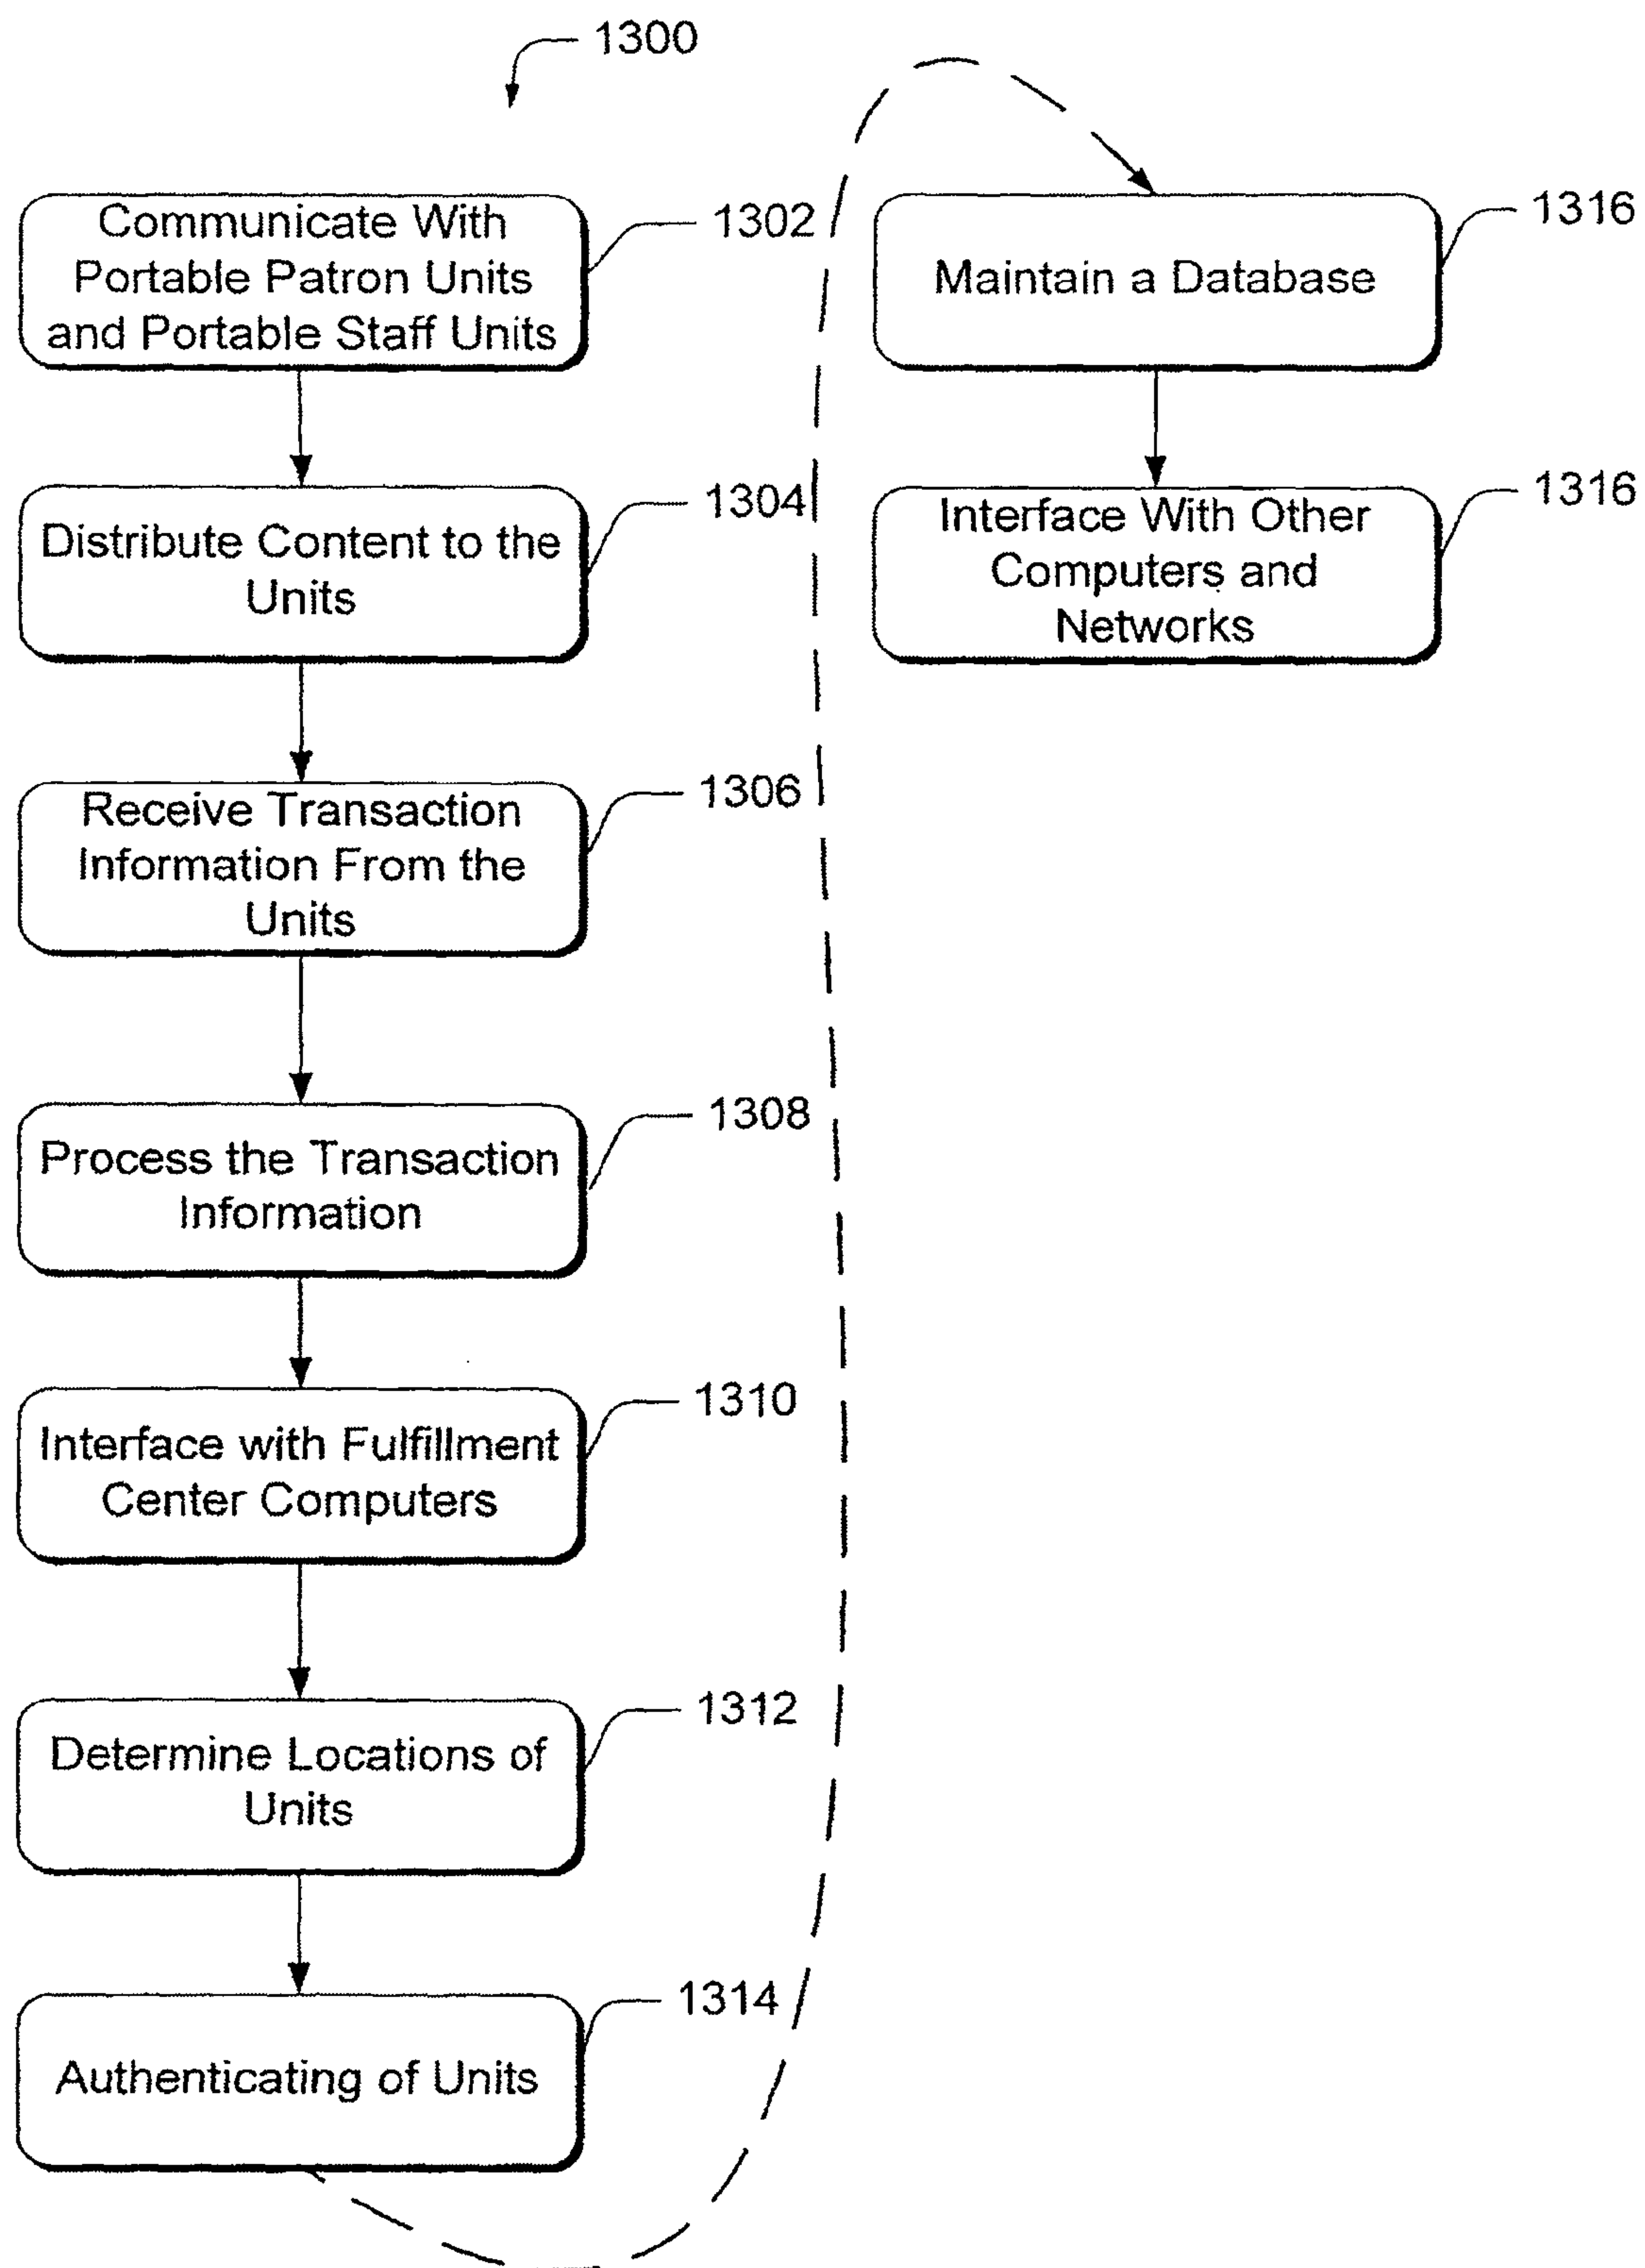 1300
Communicate With
Portable Patron Units
and Portable Staff Units
1302
Distribute Content to the
Units
1304
Receive Transaction
Information From the
Units
1306
Process the Transaction
Information
1308
Interface with Fulfillment
Center Computers
1310
Determine Locations of
Units
1312
Authenticating of Units
1314
Maintain a Database
1316
Interface With Other
Computers and
Networks
1316